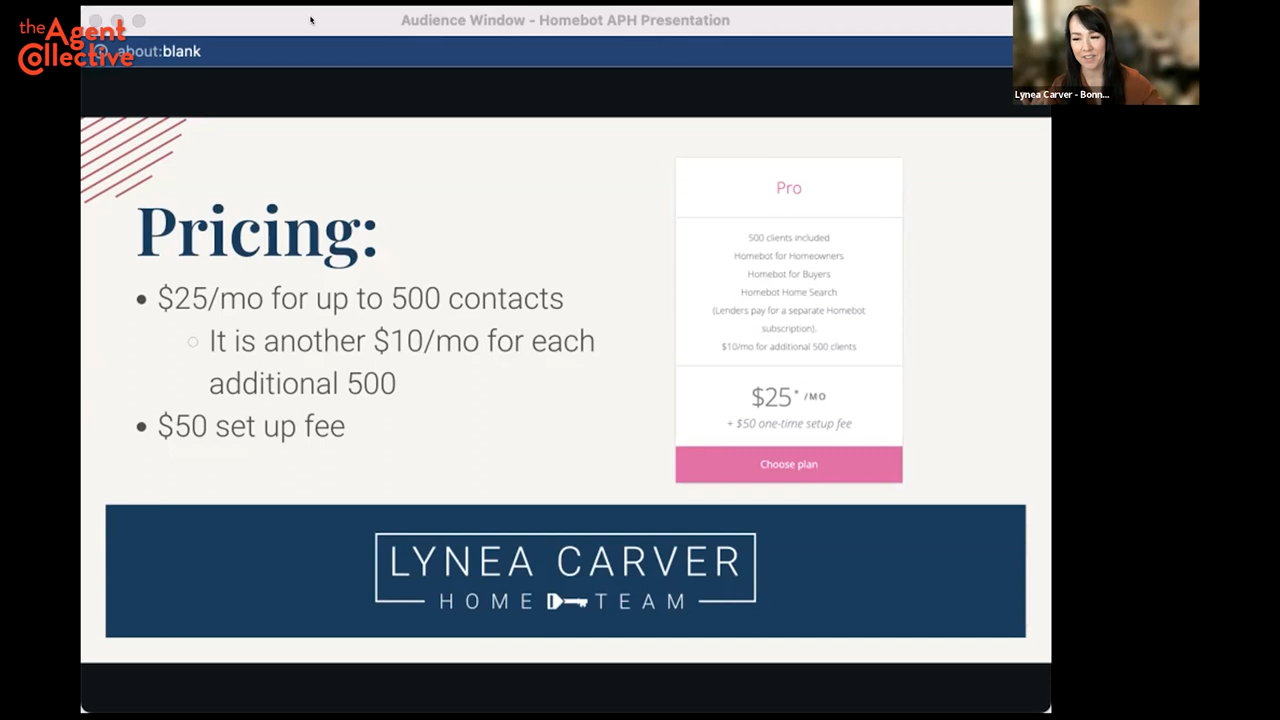 the
Agent
Collective
Audience Window - Homebot APH Presentation
about:blank
Lynea Carver - Bonn...
Pricing:
• $25/mo for up to 500 contacts
○ It is another $10/mo for each
additional 500
• $50 set up fee
Pro
500 clients included
Homebot for Homeowners
Homebot for Buyers
Homebot Home Search
(Lenders pay for a separate Homebot
subscription).
$10/mo for additional 500 clients
$25* /MO
+ $50 one-time setup fee
Choose plan
LYNEA CARVER
HOME TEAM